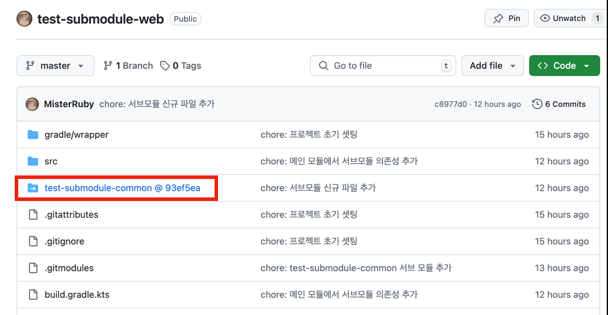 test-submodule-web Public Pin Unwatch 1
master 1 Branch 0 Tags Go to file t Add file Code
MisterRuby chore: 서브모듈 신규 파일 추가 c8977d0 · 12 hours ago 6 Commits
gradle/wrapper chore: 프로젝트 초기 셋팅 15 hours ago
src chore: 메인 모듈에서 서브모듈 의존성 추가 12 hours ago
test-submodule-common @ 93ef5ea chore: 서브모듈 신규 파일 추가 12 hours ago
.gitattributes chore: 프로젝트 초기 셋팅 15 hours ago
.gitignore chore: 프로젝트 초기 셋팅 15 hours ago
.gitmodules chore: test-submodule-common 서브 모듈 추가 13 hours ago
build.gradle.kts chore: 메인 모듈에서 서브모듈 의존성 추가 12 hours ago